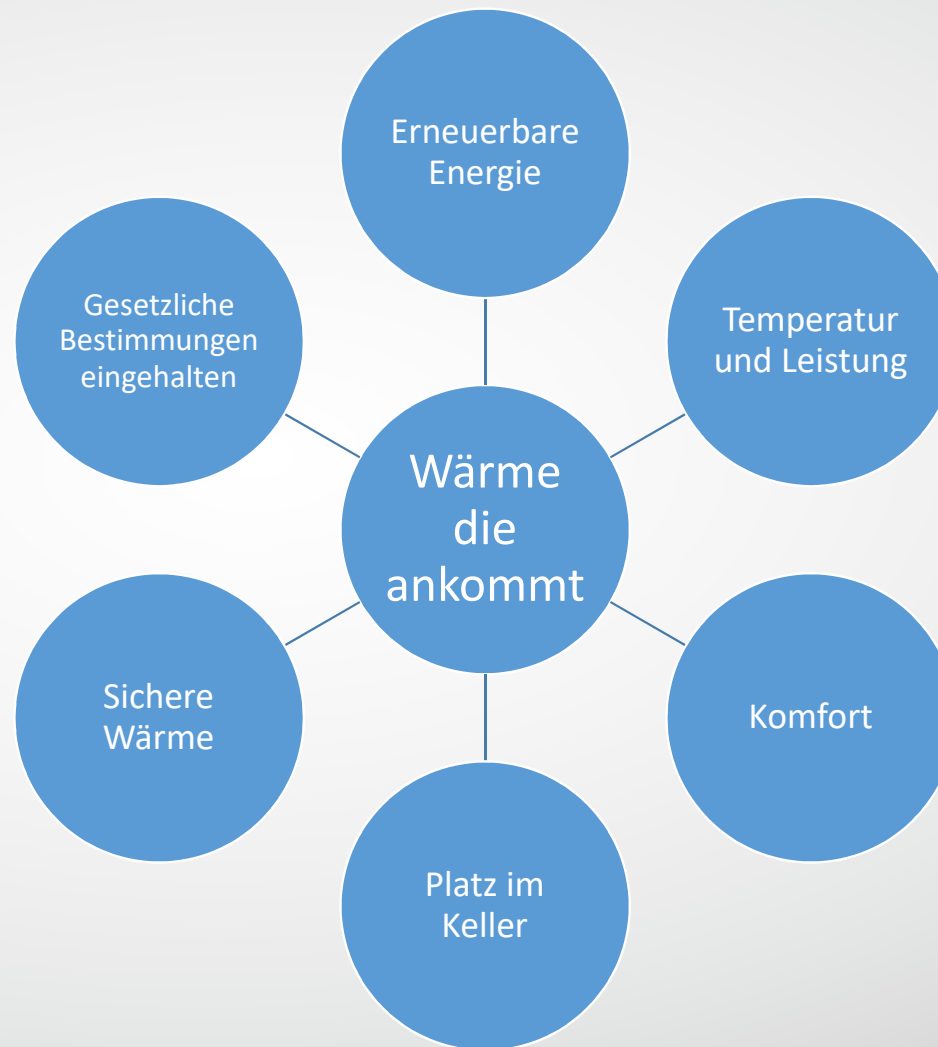 Erneuerbare
Energie
Gesetzliche
Bestimmungen
eingehalten
Temperatur
und Leistung
Wärme
die
ankommt
Sichere
Wärme
Komfort
Platz im
Keller